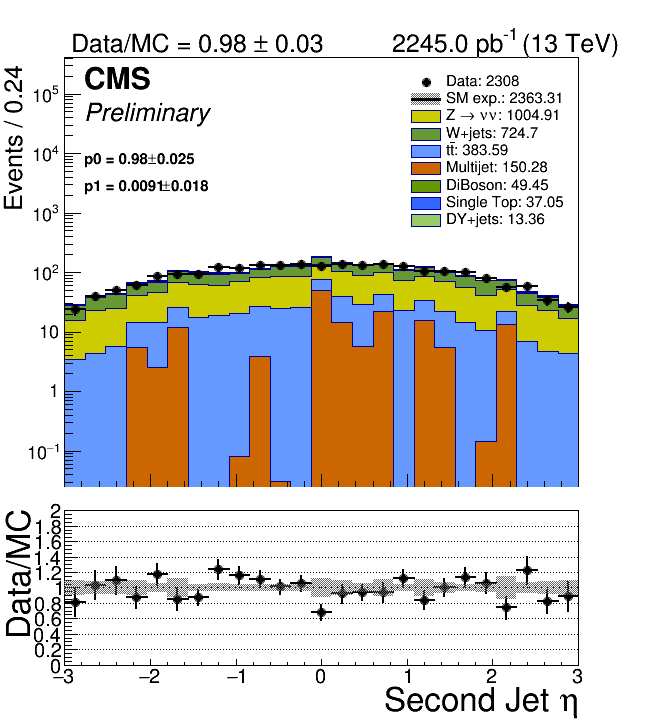 Data/MC = 0.98 ± 0.03 2245.0 pb⁻¹ (13 TeV)
CMS
Preliminary
p0 = 0.98±0.025
p1 = 0.0091±0.018
Data: 2308
SM exp.: 2363.31
Z → νν: 1004.91
W+jets: 724.7
tt̄: 383.59
Multijet: 150.28
DiBoson: 49.45
Single Top: 37.05
DY+jets: 13.36
Events / 0.24
10⁵
10⁴
10³
10²
10
1
10⁻¹
Data/MC
2
1.8
1.6
1.4
1.2
1
0.8
0.6
0.4
0.2
0
−3 −2 −1 0 1 2 3
Second Jet η